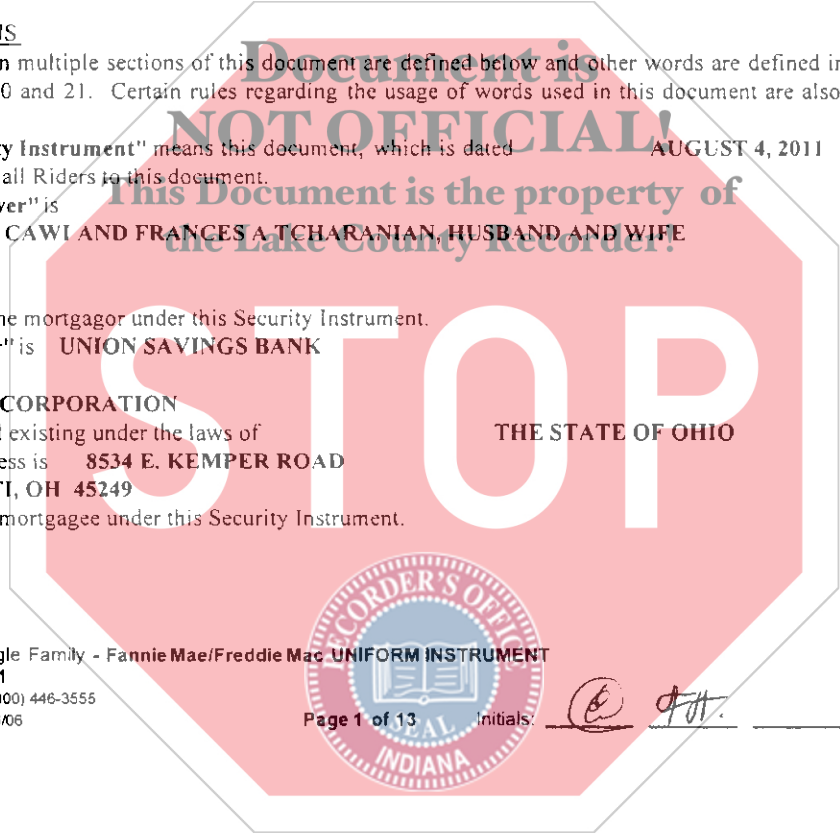 NS
n multiple sections of this document are defined below and other words are defined in
0 and 21. Certain rules regarding the usage of words used in this document are also
Document is
NOT OFFICIAL!
This Document is the property of
the Lake County Recorder!
STOP
y Instrument" means this document, which is dated AUGUST 4, 2011
all Riders to this document.
ver" is
CAWI AND FRANCES A TCHARANIAN, HUSBAND AND WIFE
he mortgagor under this Security Instrument.
" is UNION SAVINGS BANK
CORPORATION
existing under the laws of THE STATE OF OHIO
ess is 8534 E. KEMPER ROAD
TI, OH 45249
mortgagee under this Security Instrument.
gle Family - Fannie Mae/Freddie Mac UNIFORM INSTRUMENT
1
00) 446-3555
/06
Page 1 of 13 Initials:
RECORDER'S OFFICE
SEAL
INDIANA